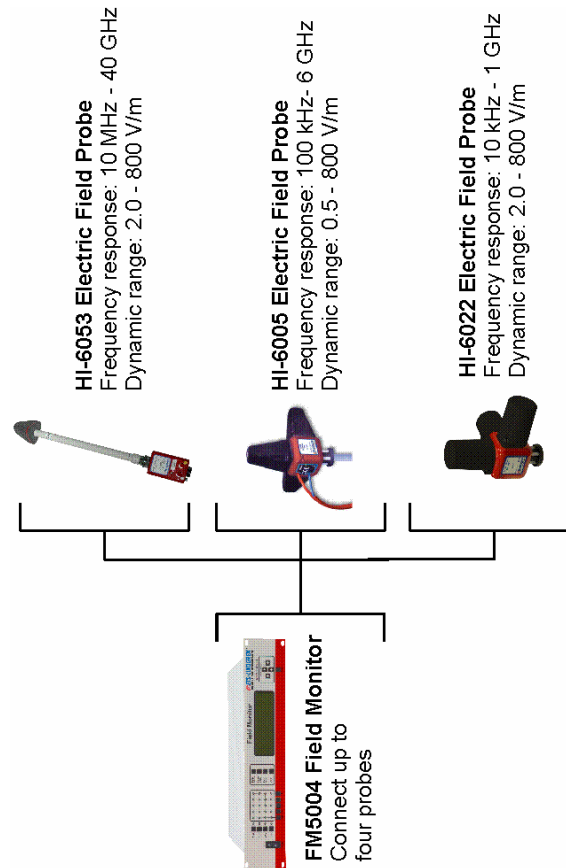 HI-6053 Electric Field Probe
Frequency response: 10 MHz - 40 GHz
Dynamic range: 2.0 - 800 V/m
HI-6005 Electric Field Probe
Frequency response: 100 kHz- 6 GHz
Dynamic range: 0.5 - 800 V/m
HI-6022 Electric Field Probe
Frequency response: 10 kHz - 1 GHz
Dynamic range: 2.0 - 800 V/m
Field Monitor
FM5004 Field Monitor
Connect up to
four probes